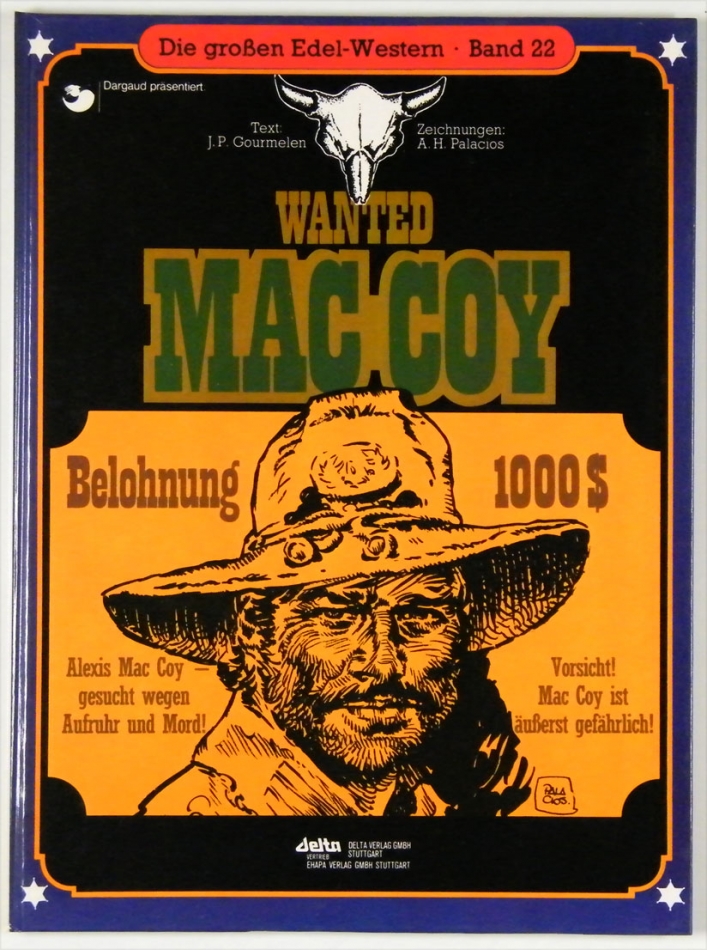 Die großen Edel-Western · Band 22
Dargaud präsentiert
Text:
J. P. Gourmelen
Zeichnungen:
A. H. Palacios
WANTED
MAC COY
Belohnung
1000 $
Alexis Mac Coy –
gesucht wegen
Aufruhr und Mord!
Vorsicht!
Mac Coy ist
äußerst gefährlich!
PALA
CIOS.
delta
VERTRIEB
DELTA VERLAG GMBH
STUTTGART
EHAPA VERLAG GMBH STUTTGART